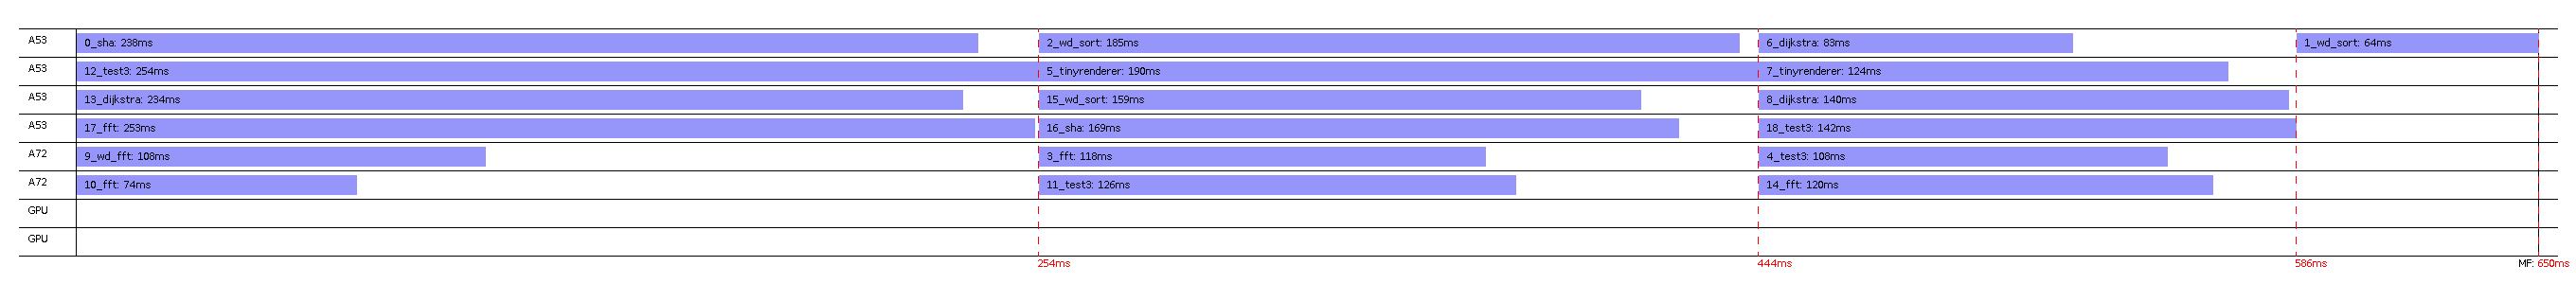 A53 0_sha: 238ms 2_wd_sort: 185ms 6_dijkstra: 83ms 1_wd_sort: 64ms
A53 12_test3: 254ms 5_tinyrenderer: 190ms 7_tinyrenderer: 124ms
A53 13_dijkstra: 234ms 15_wd_sort: 159ms 8_dijkstra: 140ms
A53 17_fft: 253ms 16_sha: 169ms 18_test3: 142ms
A72 9_wd_fft: 108ms 3_fft: 118ms 4_test3: 108ms
A72 10_fft: 74ms 11_test3: 126ms 14_fft: 120ms
GPU
GPU
254ms 444ms 586ms MF: 650ms